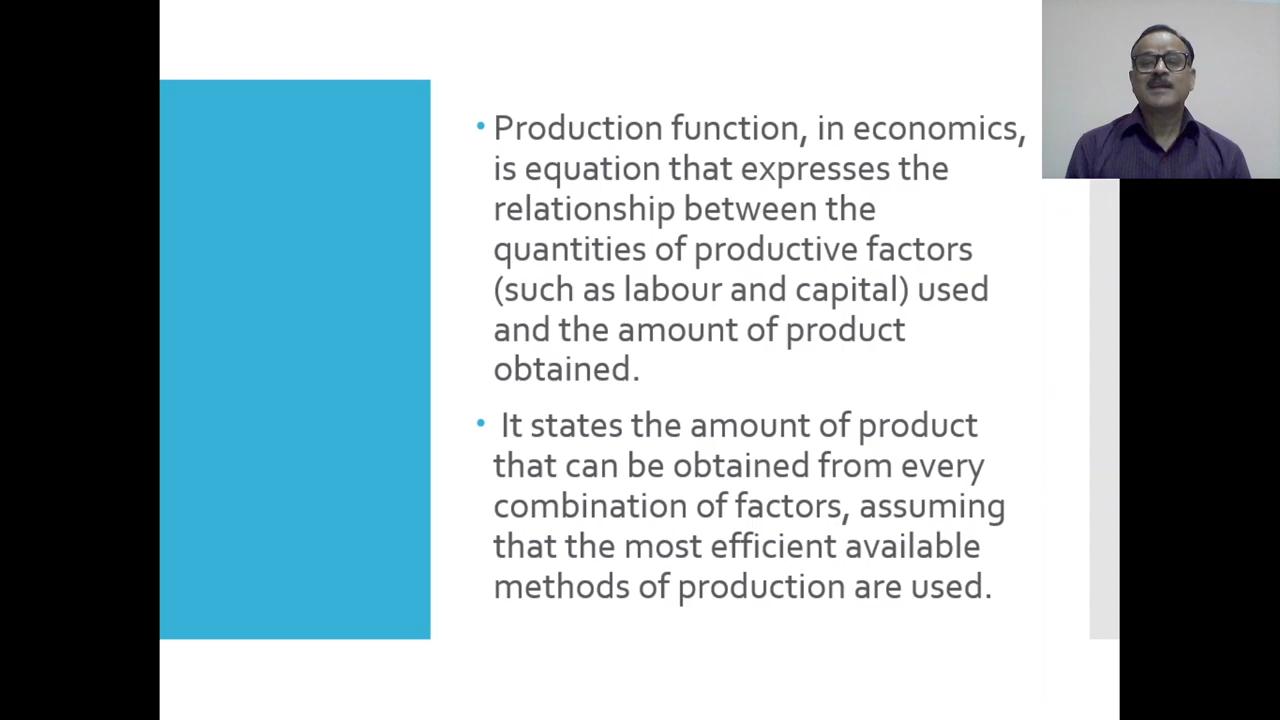 • Production function, in economics,
is equation that expresses the
relationship between the
quantities of productive factors
(such as labour and capital) used
and the amount of product
obtained.
• It states the amount of product
that can be obtained from every
combination of factors, assuming
that the most efficient available
methods of production are used.